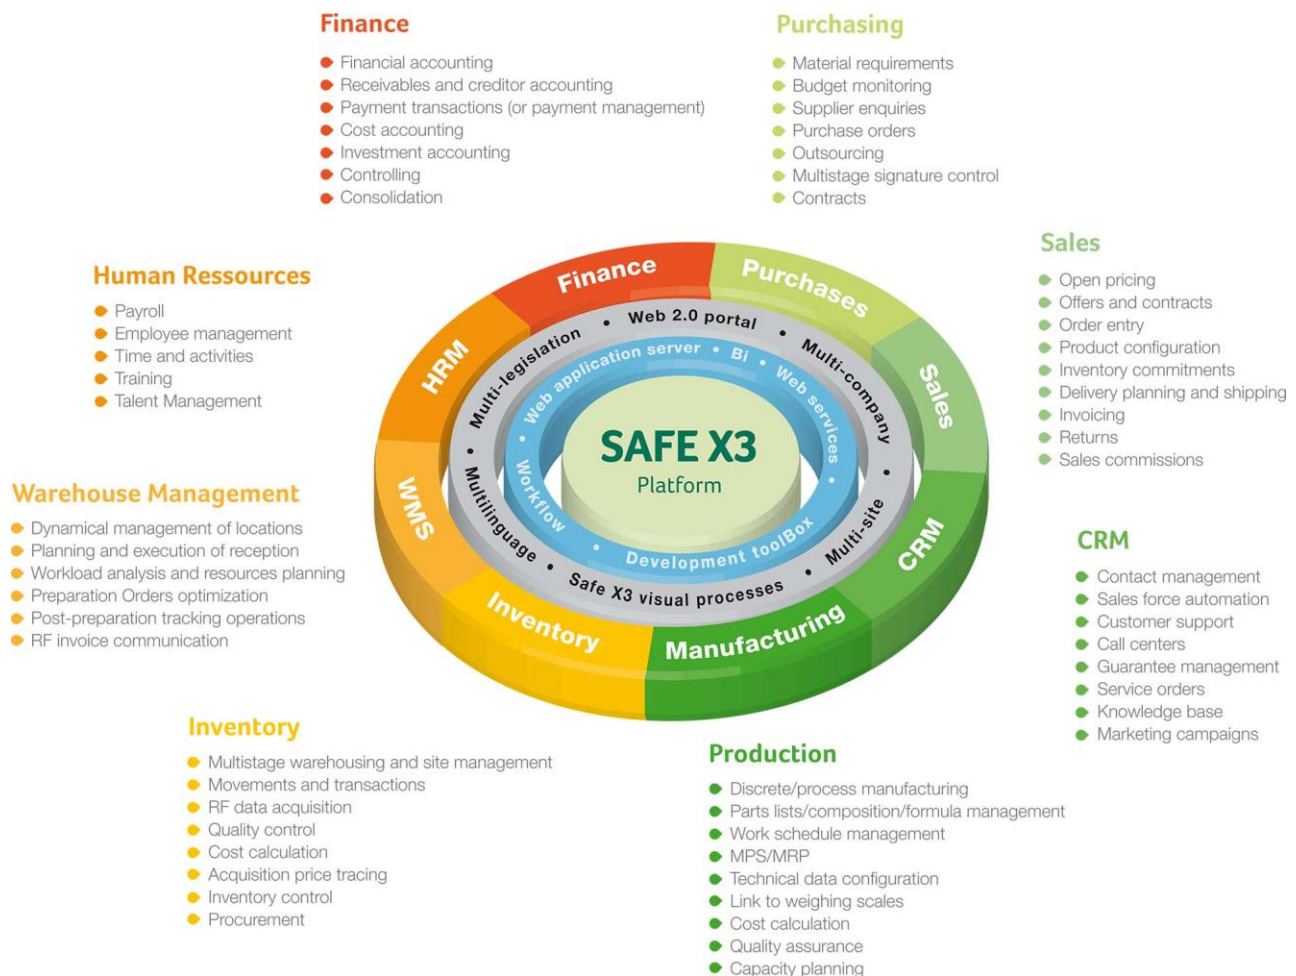 Finance
Financial accounting
Receivables and creditor accounting
Payment transactions (or payment management)
Cost accounting
Investment accounting
Controlling
Consolidation
Purchasing
Material requirements
Budget monitoring
Supplier enquiries
Purchase orders
Outsourcing
Multistage signature control
Contracts
Human Ressources
Payroll
Employee management
Time and activities
Training
Talent Management
Sales
Open pricing
Offers and contracts
Order entry
Product configuration
Inventory commitments
Delivery planning and shipping
Invoicing
Returns
Sales commissions
Finance
Purchases
Sales
CRM
Manufacturing
Inventory
WMS
HRM
Multi-legislation • Web 2.0 portal • Multi-company • Multi-site • Safe X3 visual processes • Multilinguage •
Web application server • Bi • Web services • Development toolBox • Workflow •
SAFE X3
Platform
Warehouse Management
Dynamical management of locations
Planning and execution of reception
Workload analysis and resources planning
Preparation Orders optimization
Post-preparation tracking operations
RF invoice communication
CRM
Contact management
Sales force automation
Customer support
Call centers
Guarantee management
Service orders
Knowledge base
Marketing campaigns
Inventory
Multistage warehousing and site management
Movements and transactions
RF data acquisition
Quality control
Cost calculation
Acquisition price tracing
Inventory control
Procurement
Production
Discrete/process manufacturing
Parts lists/composition/formula management
Work schedule management
MPS/MRP
Technical data configuration
Link to weighing scales
Cost calculation
Quality assurance
Capacity planning